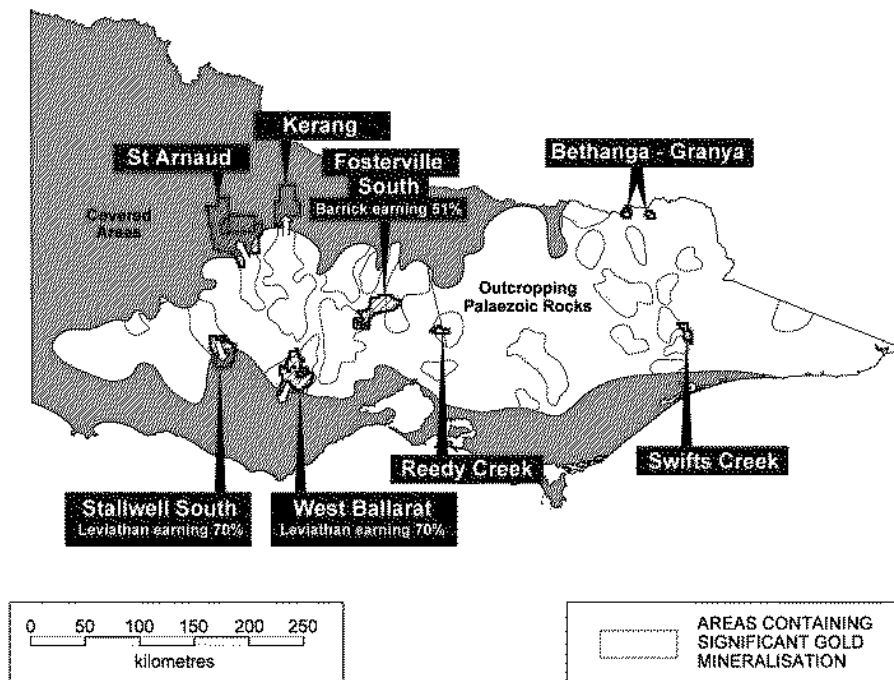 Kerang
St Arnaud
Fosterville
South
Barrick earning 51%
Bethanga - Granya
Covered
Areas
Outcropping
Palaezoic Rocks
Reedy Creek
Swifts Creek
Stallwell South
Leviathan earning 70%
West Ballarat
Leviathan earning 70%
0 50 100 150 200 250
kilometres
AREAS CONTAINING
SIGNIFICANT GOLD
MINERALISATION